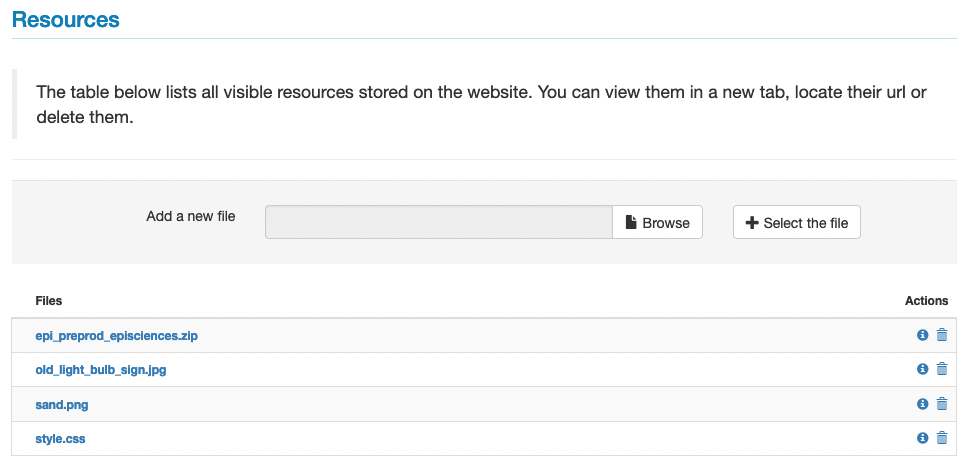 Resources
The table below lists all visible resources stored on the website. You can view them in a new tab, locate their url or
delete them.
Add a new file
Browse
Select the file
Files
Actions
epi_preprod_episciences.zip
old_light_bulb_sign.jpg
sand.png
style.css